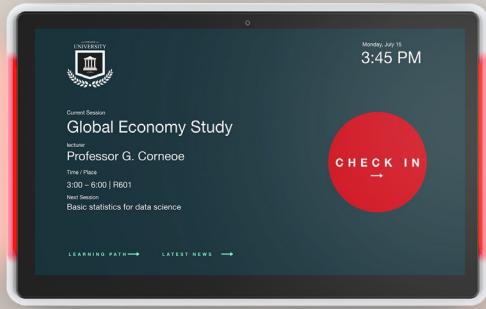 UNIVERSITY
Monday, July 15
3:45 PM
Current Session
Global Economy Study
lecturer
Professor G. Corneoe
Time / Place
3:00 – 6:00 | R601
Next Session
Basic statistics for data science
CHECK IN
LEARNING PATH
LATEST NEWS